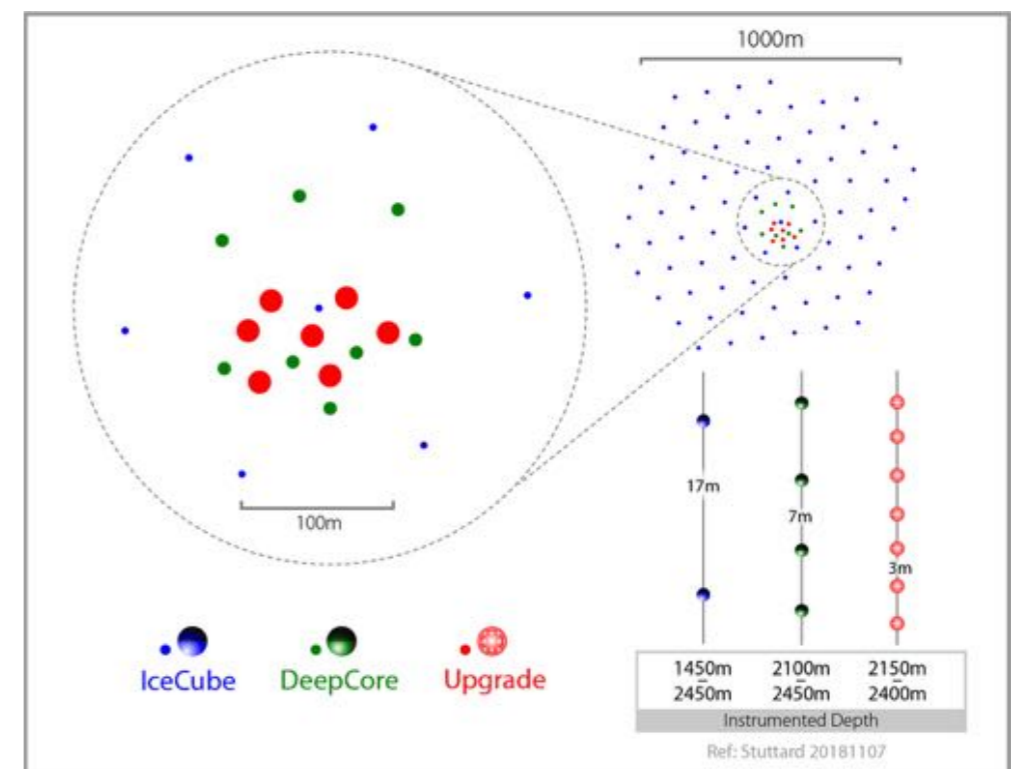 1000m
100m
17m
7m
3m
IceCube
DeepCore
Upgrade
1450m
–
2450m
2100m
–
2450m
2150m
–
2400m
Instrumented Depth
Ref: Stuttard 20181107